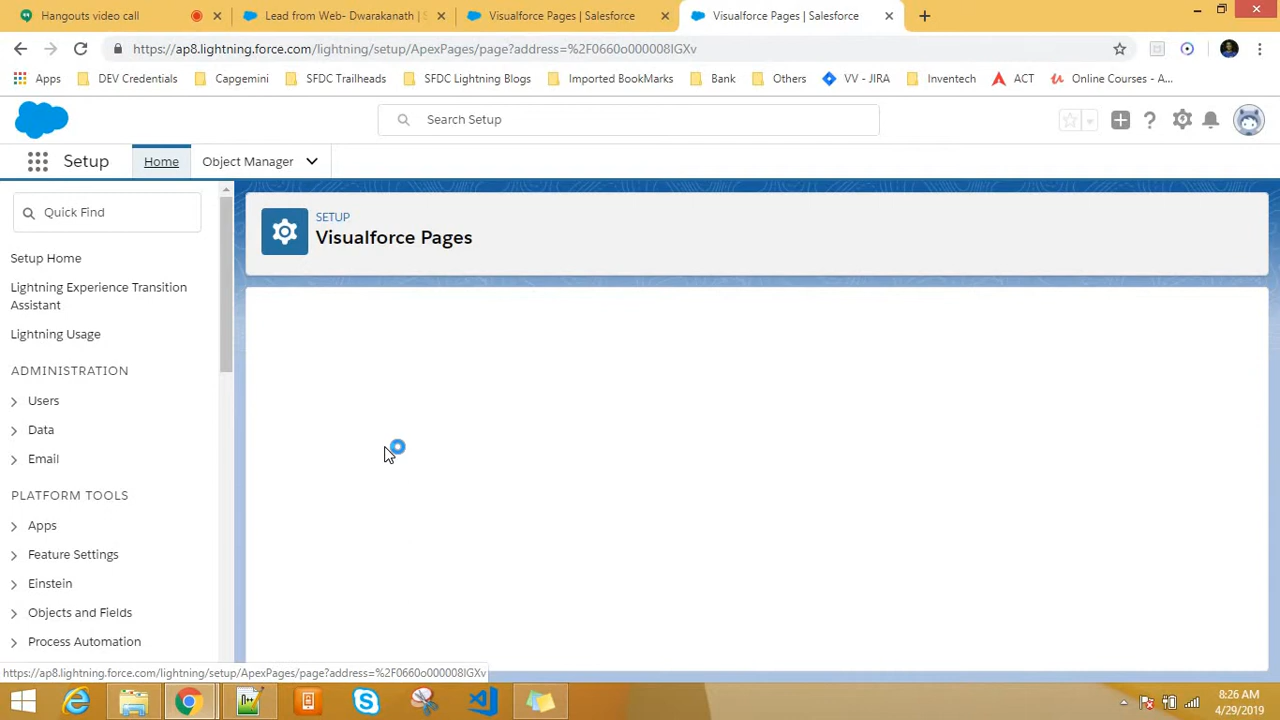 Hangouts video call
Lead from Web- Dwarakanath | S
Visualforce Pages | Salesforce
Visualforce Pages | Salesforce
https://ap8.lightning.force.com/lightning/setup/ApexPages/page?address=%2F0660o000008IGXv
Apps
DEV Credentials
Capgemini
SFDC Trailheads
SFDC Lightning Blogs
Imported BookMarks
Bank
Others
VV - JIRA
Inventech
ACT
Online Courses - A...
Search Setup
Setup
Home
Object Manager
Quick Find
SETUP
Visualforce Pages
Setup Home
Lightning Experience Transition
Assistant
Lightning Usage
ADMINISTRATION
Users
Data
Email
PLATFORM TOOLS
Apps
Feature Settings
Einstein
Objects and Fields
Process Automation
https://ap8.lightning.force.com/lightning/setup/ApexPages/page?address=%2F0660o000008IGXv
8:26 AM
4/29/2019